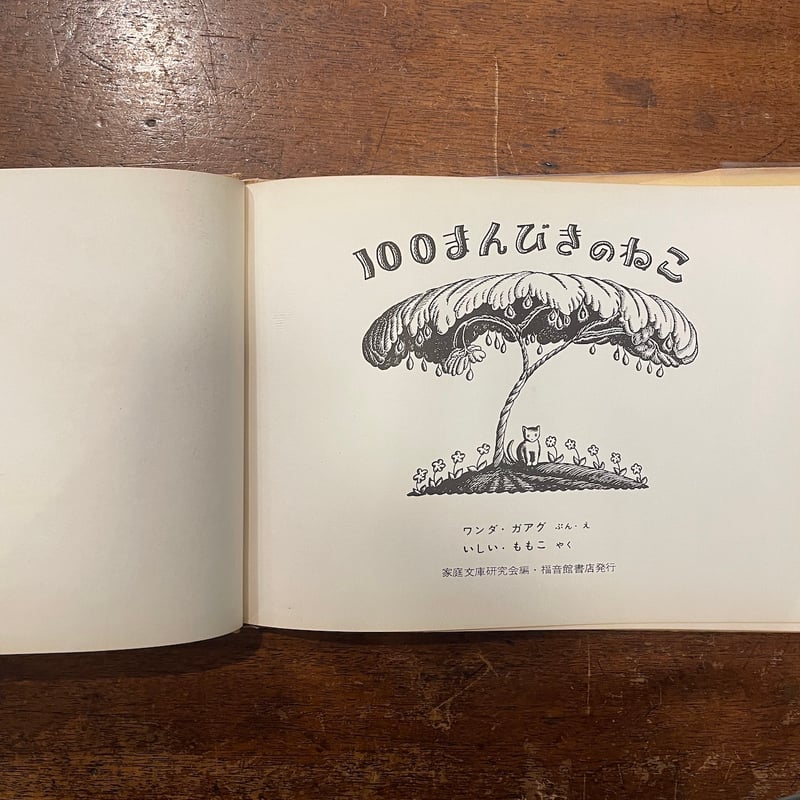 100まんびきのねこ
ワンダ・ガアグ ぶん・え
いしい・ももこ やく
家庭文庫研究会編・福音館書店発行